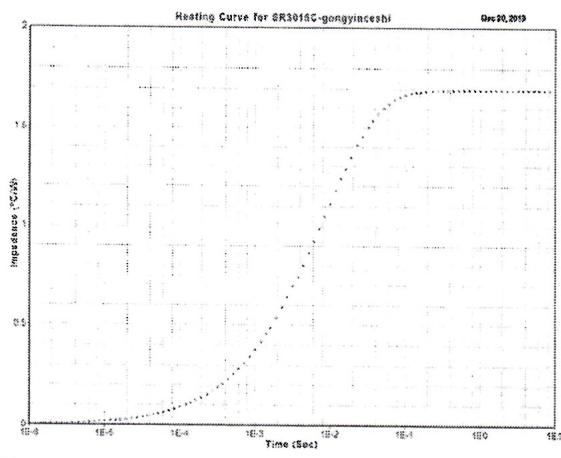 Heating Curve for SR3016C-gongyinceshi
Dec 20, 2019
2
1.5
1
0.5
0
Impedance (°C/W)
1E-6 1E-5 1E-4 1E-3 1E-2 1E-1 1E0 1E1
Time (Sec)